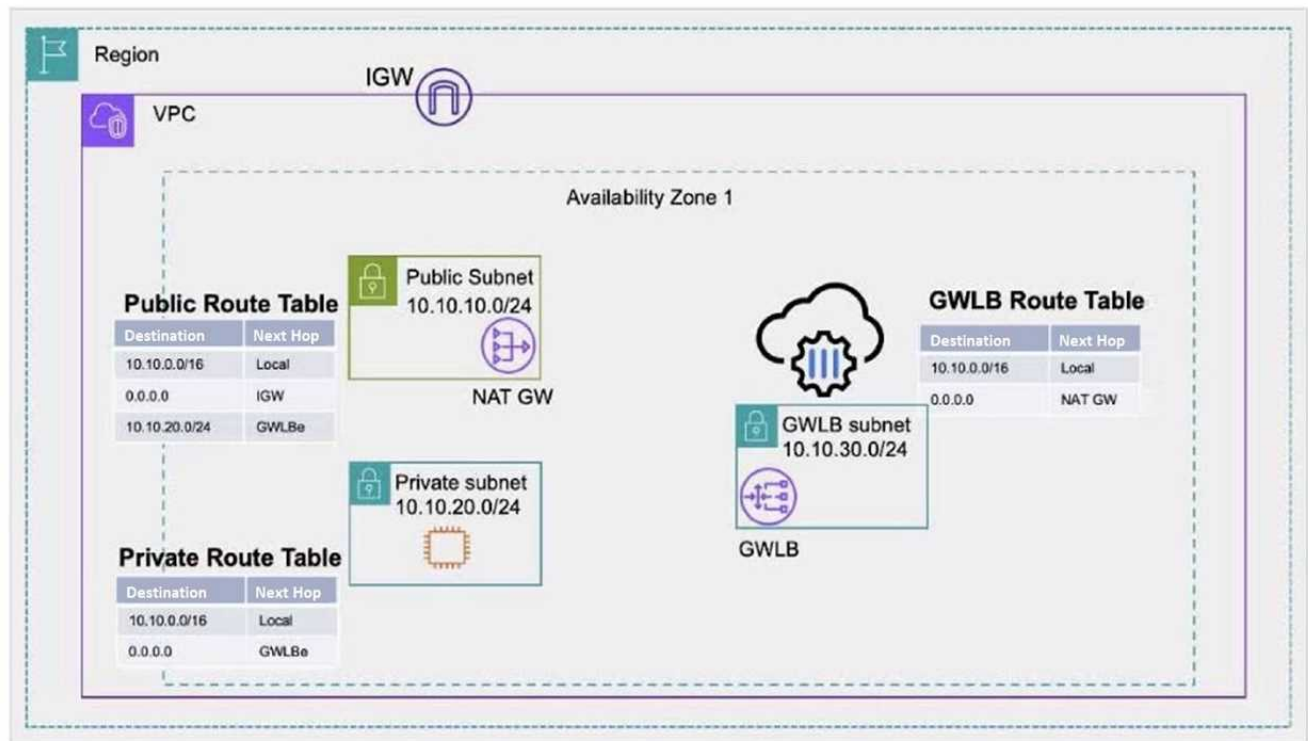 Region
IGW
VPC
Availability Zone 1
Public Subnet
10.10.10.0/24
NAT GW
Public Route Table
Destination Next Hop
10.10.0.0/16 Local
0.0.0.0 IGW
10.10.20.0/24 GWLBe
Private subnet
10.10.20.0/24
Private Route Table
Destination Next Hop
10.10.0.0/16 Local
0.0.0.0 GWLBe
GWLB Route Table
Destination Next Hop
10.10.0.0/16 Local
0.0.0.0 NAT GW
GWLB subnet
10.10.30.0/24
GWLB